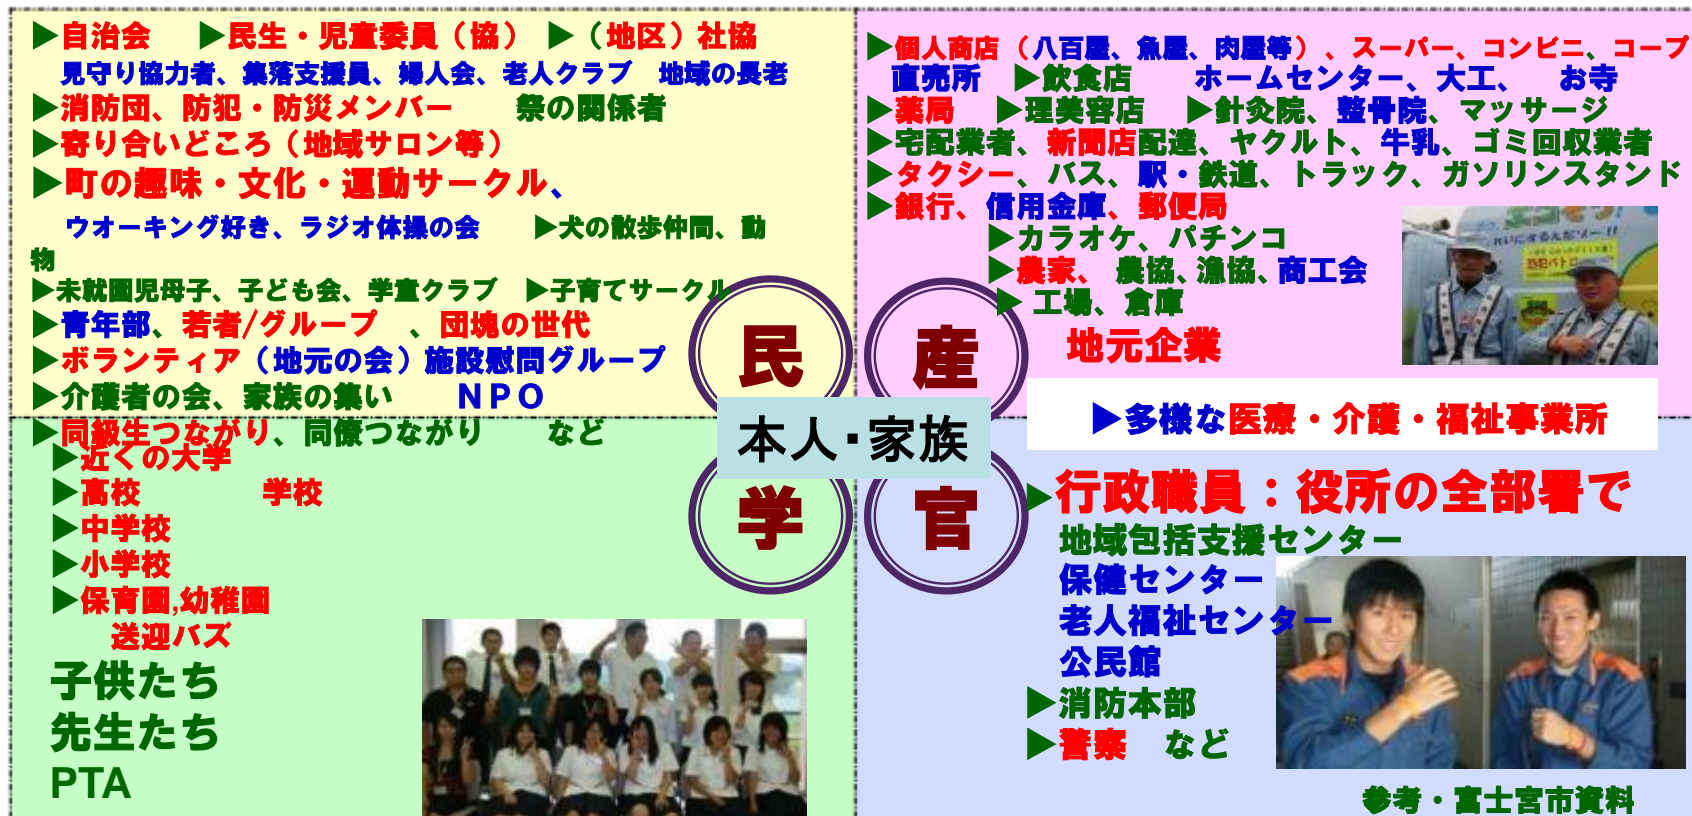 ▶自治会　▶民生・児童委員（協）　▶（地区）社協
見守り協力者、集落支援員、婦人会、老人クラブ　地域の長老
▶消防団、防犯・防災メンバー　祭の関係者
▶寄り合いどころ（地域サロン等）
▶町の趣味・文化・運動サークル、
ウオーキング好き、ラジオ体操の会　▶犬の散歩仲間、動
物
▶未就園児母子、子ども会、学童クラブ　▶子育てサークル
▶青年部、若者/グループ　、団塊の世代
▶ボランティア（地元の会）施設慰問グループ
▶介護者の会、家族の集い　ＮＰＯ
▶同級生つながり、同僚つながり　など
▶個人商店（八百屋、魚屋、肉屋等）、スーパー、コンビニ、コープ
直売所　▶飲食店　ホームセンター、大工、　お寺
▶薬局　▶理美容店　▶針灸院、整骨院、マッサージ
▶宅配業者、新聞店配達、ヤクルト、牛乳、ゴミ回収業者
▶タクシー、バス、駅・鉄道、トラック、ガソリンスタンド
▶銀行、信用金庫、郵便局
▶カラオケ、パチンコ
▶農家、農協、漁協、商工会
▶工場、倉庫
地元企業
▶多様な医療・介護・福祉事業所
民
産
本人・家族
学
官
▶近くの大学
▶高校　学校
▶中学校
▶小学校
▶保育園,幼稚園
送迎バズ
子供たち
先生たち
PTA
▶行政職員：役所の全部署で
地域包括支援センター
保健センター
老人福祉センター
公民館
▶消防本部
▶警察　など
参考・富士宮市資料